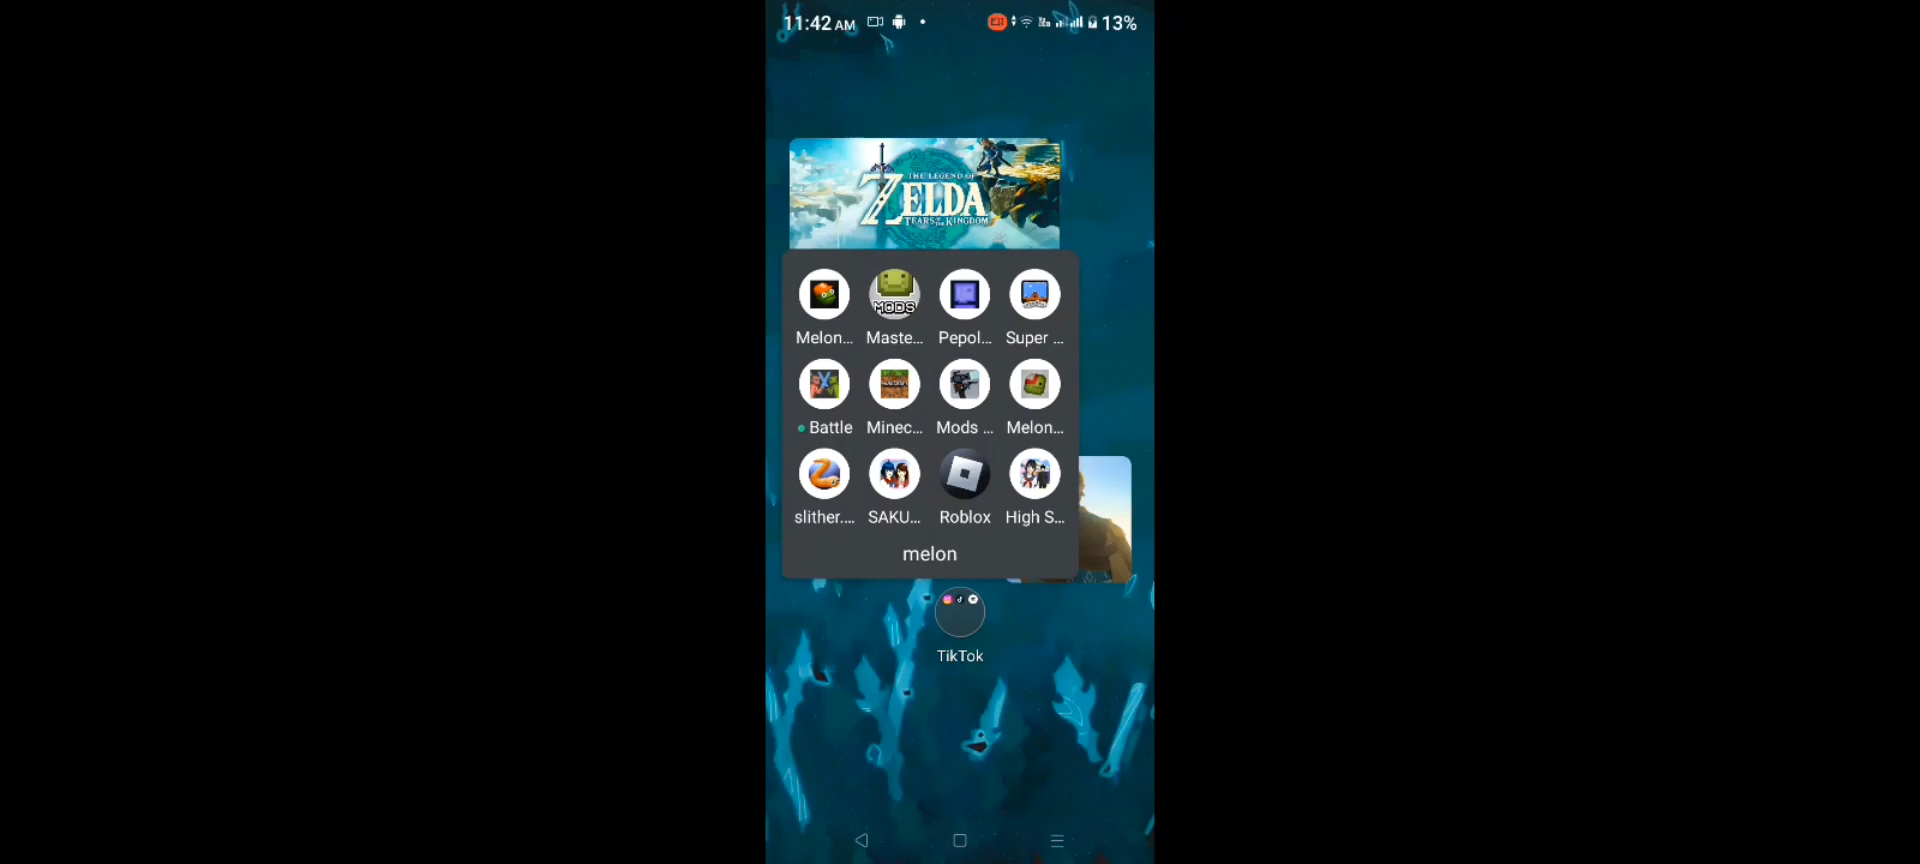 11:42 AM 13%
THE LEGEND OF
ZELDA
TEARS OF THE KINGDOM
MODS
Melon... Maste... Pepol... Super ...
Battle Minec... Mods ... Melon...
slither.... SAKU... Roblox High S...
melon
TikTok